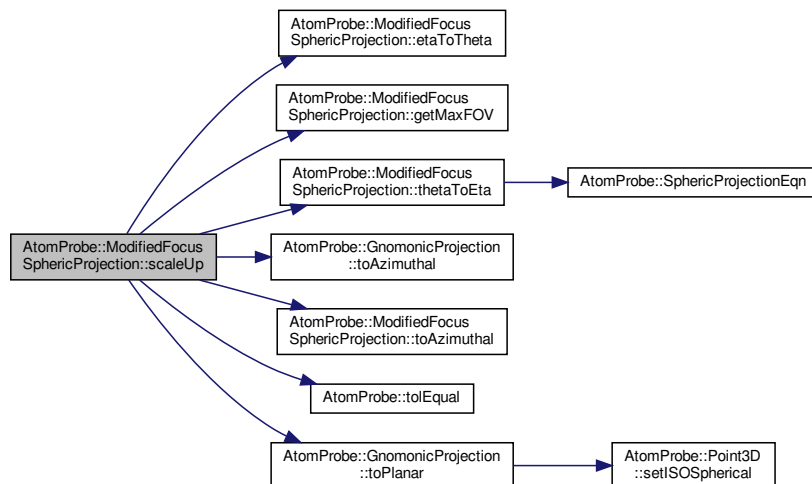 AtomProbe::ModifiedFocus
SphericProjection::etaToTheta
AtomProbe::ModifiedFocus
SphericProjection::getMaxFOV
AtomProbe::ModifiedFocus
SphericProjection::thetaToEta
AtomProbe::SphericProjectionEqn
AtomProbe::ModifiedFocus
SphericProjection::scaleUp
AtomProbe::GnomonicProjection
::toAzimuthal
AtomProbe::ModifiedFocus
SphericProjection::toAzimuthal
AtomProbe::tolEqual
AtomProbe::GnomonicProjection
::toPlanar
AtomProbe::Point3D
::setISOSpherical